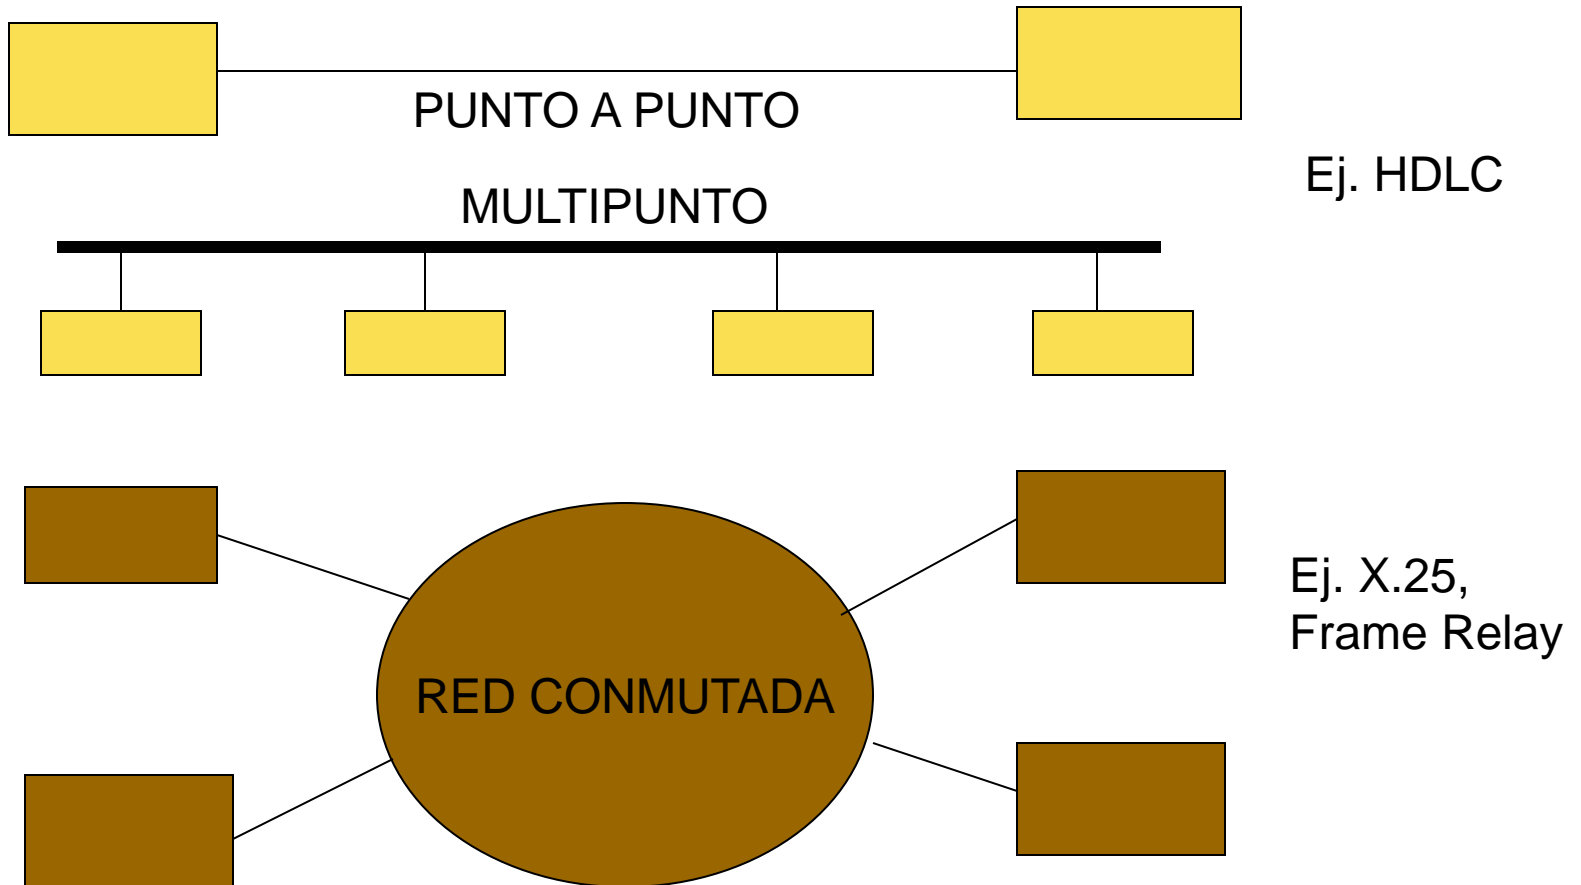 PUNTO A PUNTO
Ej. HDLC
MULTIPUNTO
Ej. X.25,
Frame Relay
RED CONMUTADA